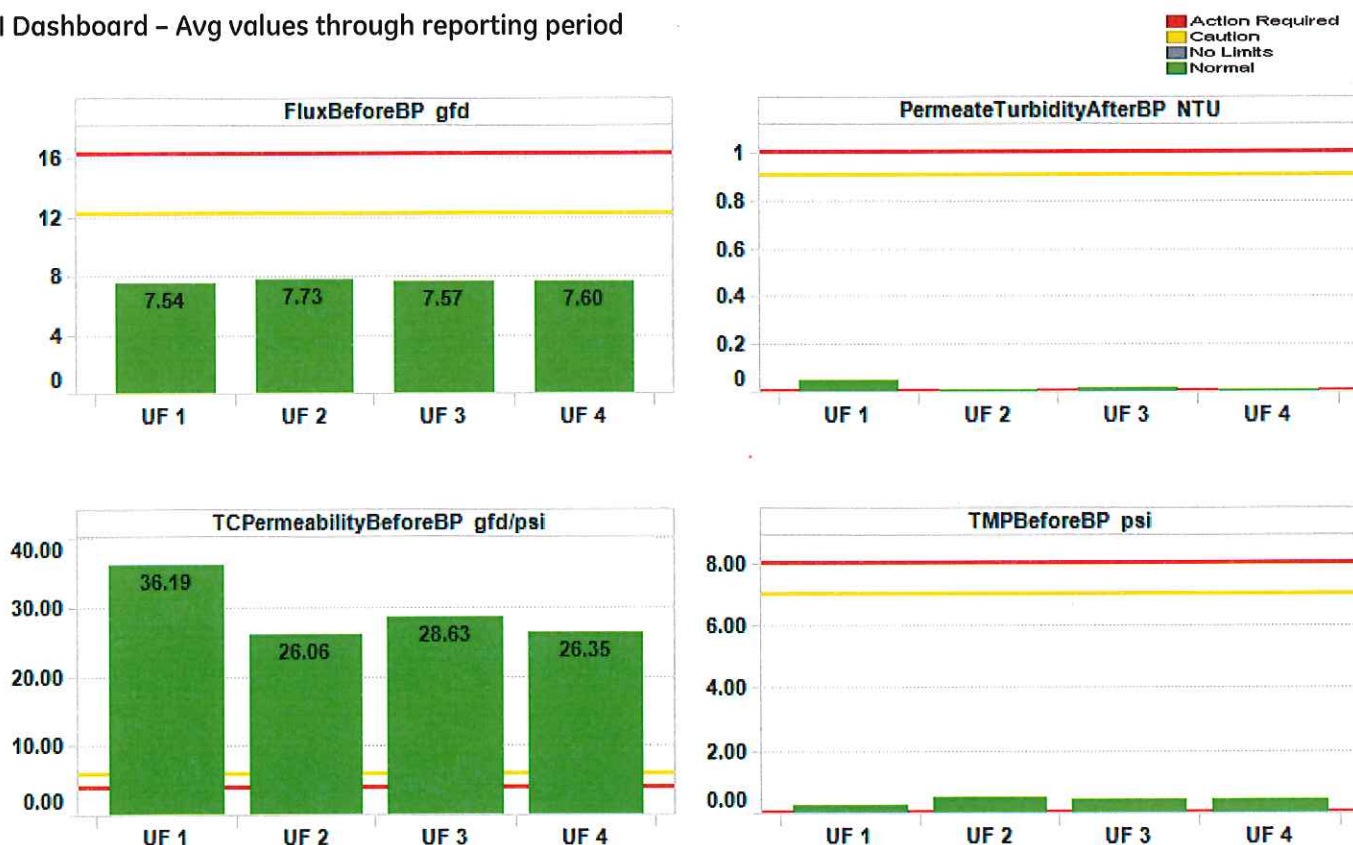 I Dashboard – Avg values through reporting period
Action Required
Caution
No Limits
Normal
FluxBeforeBP gfd
16
12
8
4
0
7.54
7.73
7.57
7.60
UF 1
UF 2
UF 3
UF 4
PermeateTurbidityAfterBP NTU
1
0.8
0.6
0.4
0.2
0
UF 1
UF 2
UF 3
UF 4
TCPermeabilityBeforeBP gfd/psi
40.00
30.00
20.00
10.00
0.00
36.19
26.06
28.63
26.35
UF 1
UF 2
UF 3
UF 4
TMPBeforeBP psi
8.00
6.00
4.00
2.00
0.00
UF 1
UF 2
UF 3
UF 4